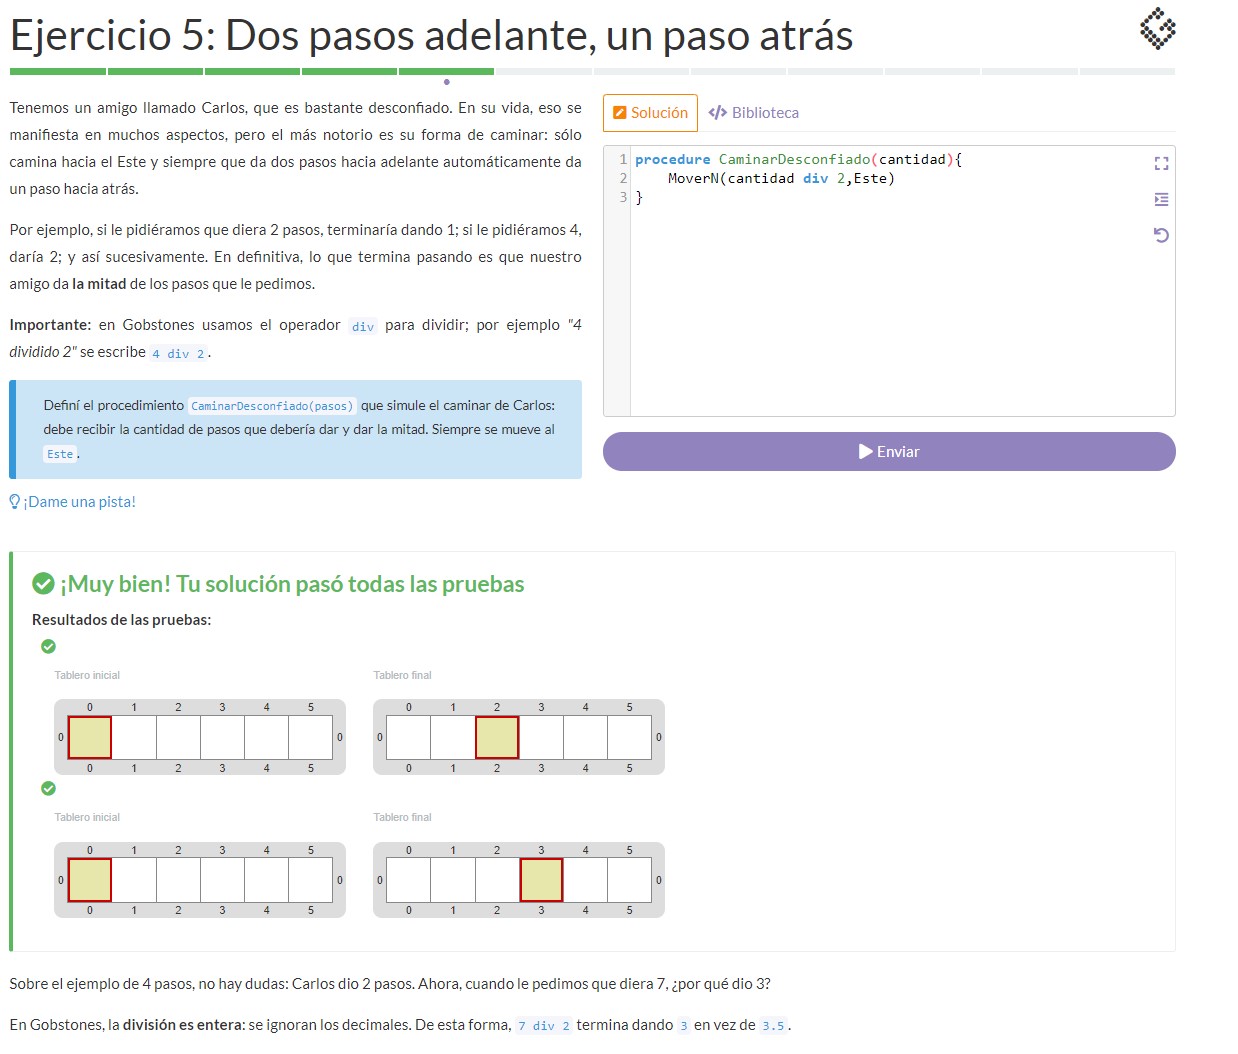 Ejercicio 5: Dos pasos adelante, un paso atrás
Tenemos un amigo llamado Carlos, que es bastante desconfiado. En su vida, eso se
manifiesta en muchos aspectos, pero el más notorio es su forma de caminar: sólo
camina hacia el Este y siempre que da dos pasos hacia adelante automáticamente da
un paso hacia atrás.
Por ejemplo, si le pidiéramos que diera 2 pasos, terminaría dando 1; si le pidiéramos 4,
daría 2; y así sucesivamente. En definitiva, lo que termina pasando es que nuestro
amigo da la mitad de los pasos que le pedimos.
Importante: en Gobstones usamos el operador div para dividir; por ejemplo "4
dividido 2" se escribe 4 div 2.
Definí el procedimiento CaminarDesconfiado(pasos) que simule el caminar de Carlos:
debe recibir la cantidad de pasos que debería dar y dar la mitad. Siempre se mueve al
Este.
¡Dame una pista!
Solución </> Biblioteca
1 procedure CaminarDesconfiado(cantidad){
2 MoverN(cantidad div 2,Este)
3 }
Enviar
¡Muy bien! Tu solución pasó todas las pruebas
Resultados de las pruebas:
Tablero inicial Tablero final
0 1 2 3 4 5 0 1 2 3 4 5
0 0 0 0
0 1 2 3 4 5 0 1 2 3 4 5
Tablero inicial Tablero final
0 1 2 3 4 5 0 1 2 3 4 5
0 0 0 0
0 1 2 3 4 5 0 1 2 3 4 5
Sobre el ejemplo de 4 pasos, no hay dudas: Carlos dio 2 pasos. Ahora, cuando le pedimos que diera 7, ¿por qué dio 3?
En Gobstones, la división es entera: se ignoran los decimales. De esta forma, 7 div 2 termina dando 3 en vez de 3.5.